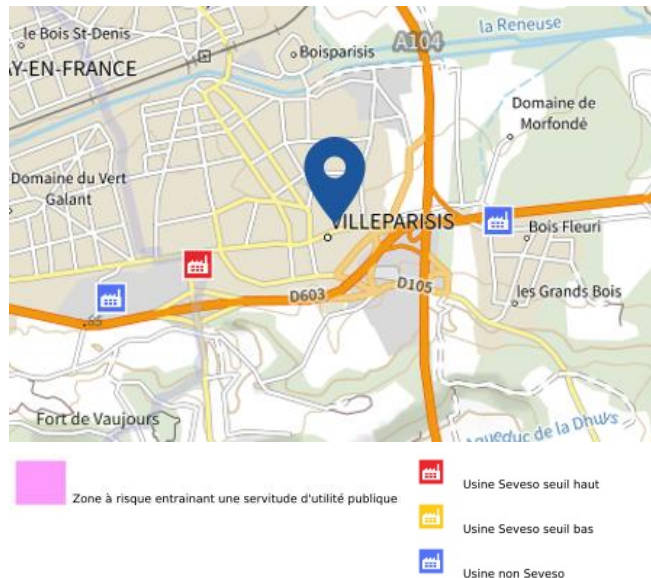 le Bois St-Denis
la Reneuse
A104
Boisparisis
Y-EN-FRANCE
Domaine de
Morfondé
Domaine du Vert
Galant
VILLEPARISIS
Bois Fleuri
D603
D105
les Grands Bois
Fort de Vaujours
Aqueduc de la Dhuys
Zone à risque entrainant une servitude d'utilité publique
Usine Seveso seuil haut
Usine Seveso seuil bas
Usine non Seveso